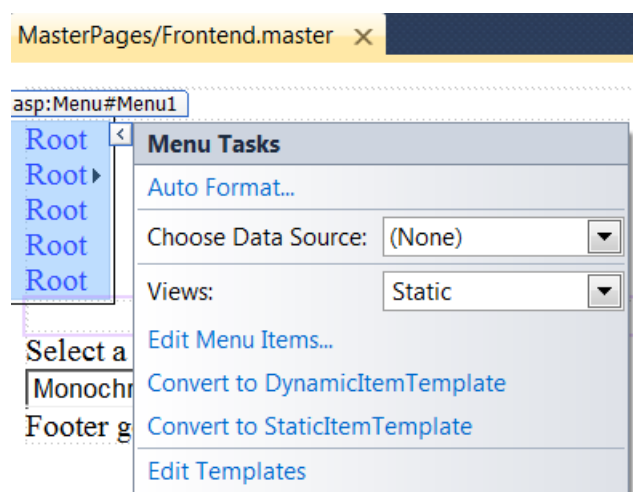 MasterPages/Frontend.master ×
asp:Menu#Menu1
Root
Root
Root
Root
Root
Menu Tasks
Auto Format...
Choose Data Source: (None)
Views: Static
Edit Menu Items...
Convert to DynamicItemTemplate
Convert to StaticItemTemplate
Edit Templates
Select a
Monochr
Footer g